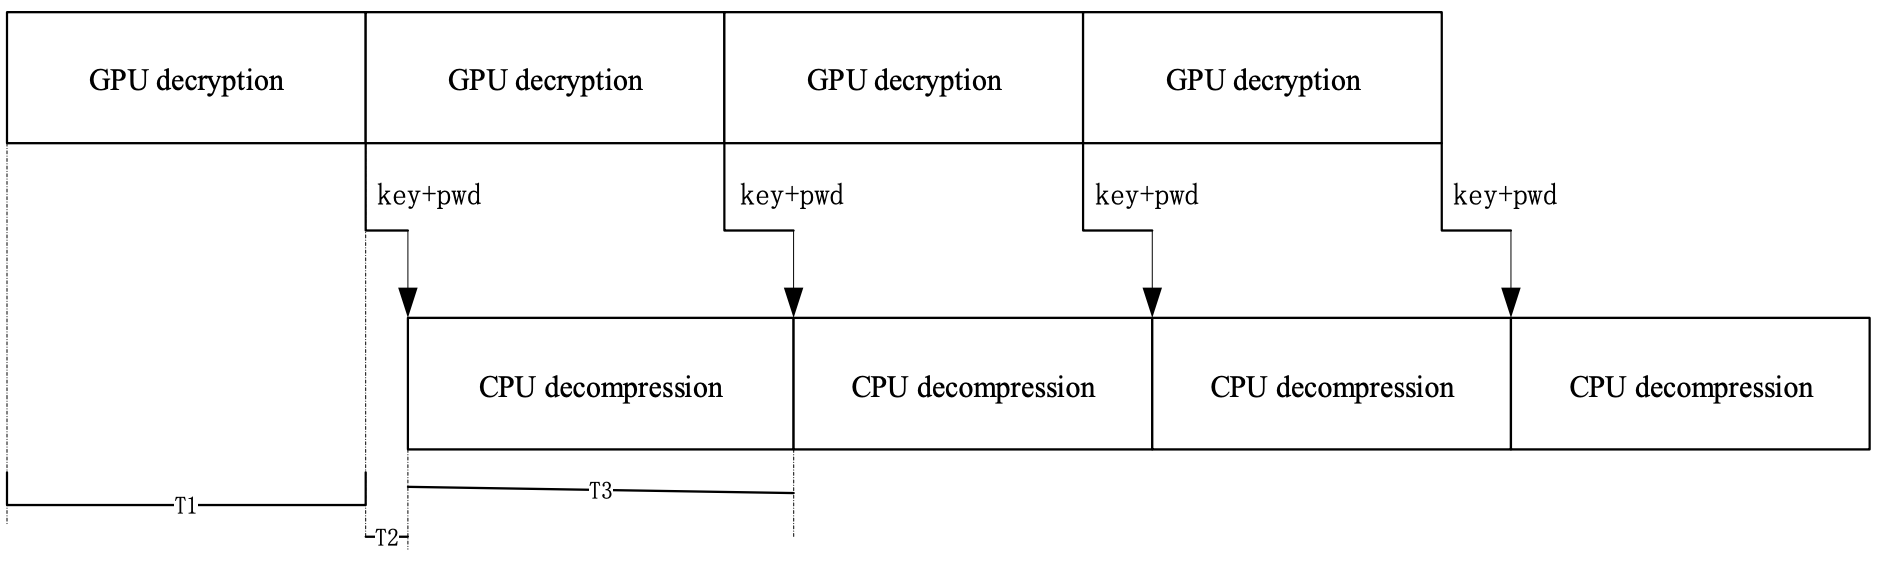 GPU decryption
GPU decryption
GPU decryption
GPU decryption
key+pwd
key+pwd
key+pwd
key+pwd
CPU decompression
CPU decompression
CPU decompression
CPU decompression
T1
T2
T3